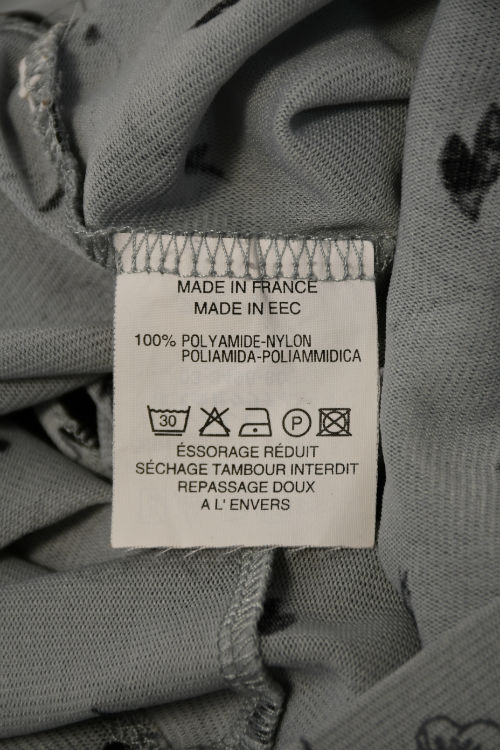 MADE IN FRANCE
MADE IN EEC
100% POLYAMIDE-NYLON
POLIAMIDA-POLIAMMIDICA
30 P
ÉSSORAGE RÉDUIT
SÉCHAGE TAMBOUR INTERDIT
REPASSAGE DOUX
A L' ENVERS